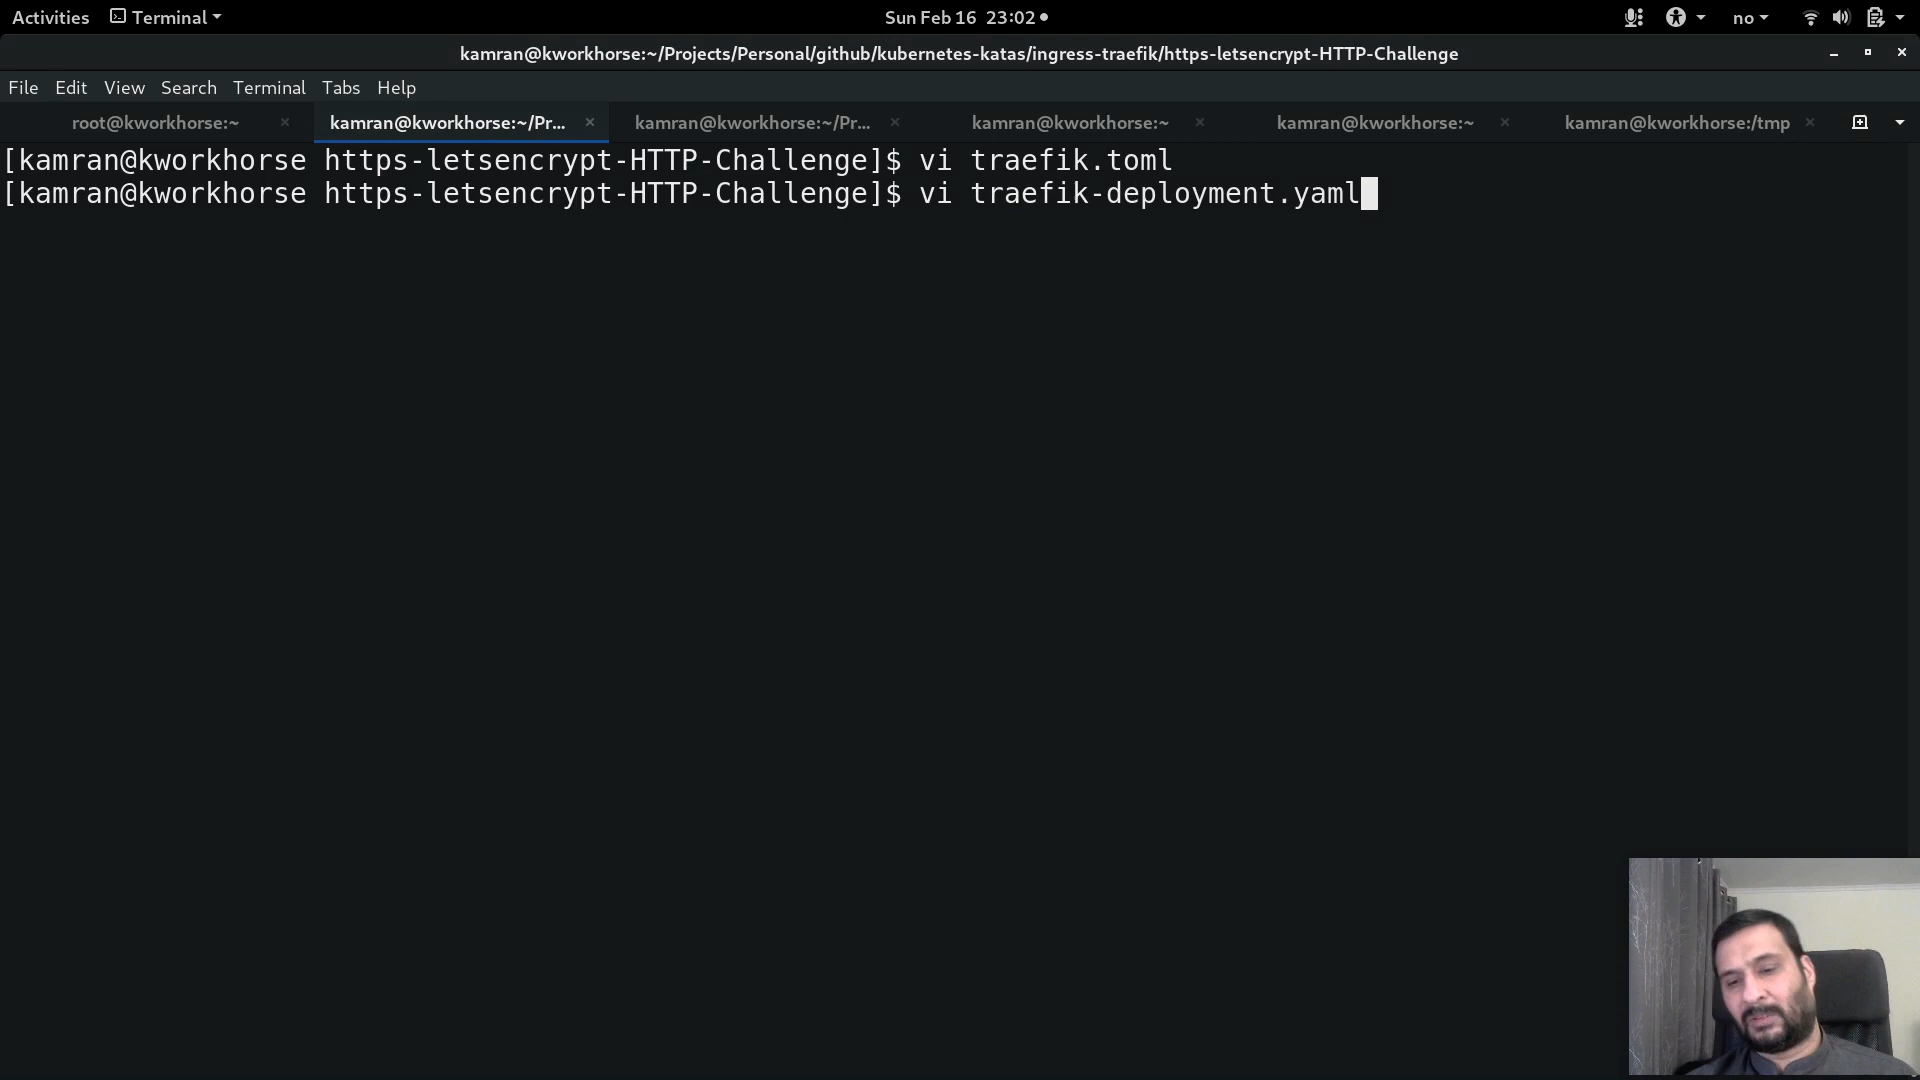 Activities Terminal Sun Feb 16 23:02 no
kamran@kworkhorse:~/Projects/Personal/github/kubernetes-katas/ingress-traefik/https-letsencrypt-HTTP-Challenge
File Edit View Search Terminal Tabs Help
root@kworkhorse:~ kamran@kworkhorse:~/Pr... kamran@kworkhorse:~/Pr... kamran@kworkhorse:~ kamran@kworkhorse:~ kamran@kworkhorse:/tmp
[kamran@kworkhorse https-letsencrypt-HTTP-Challenge]$ vi traefik.toml
[kamran@kworkhorse https-letsencrypt-HTTP-Challenge]$ vi traefik-deployment.yaml